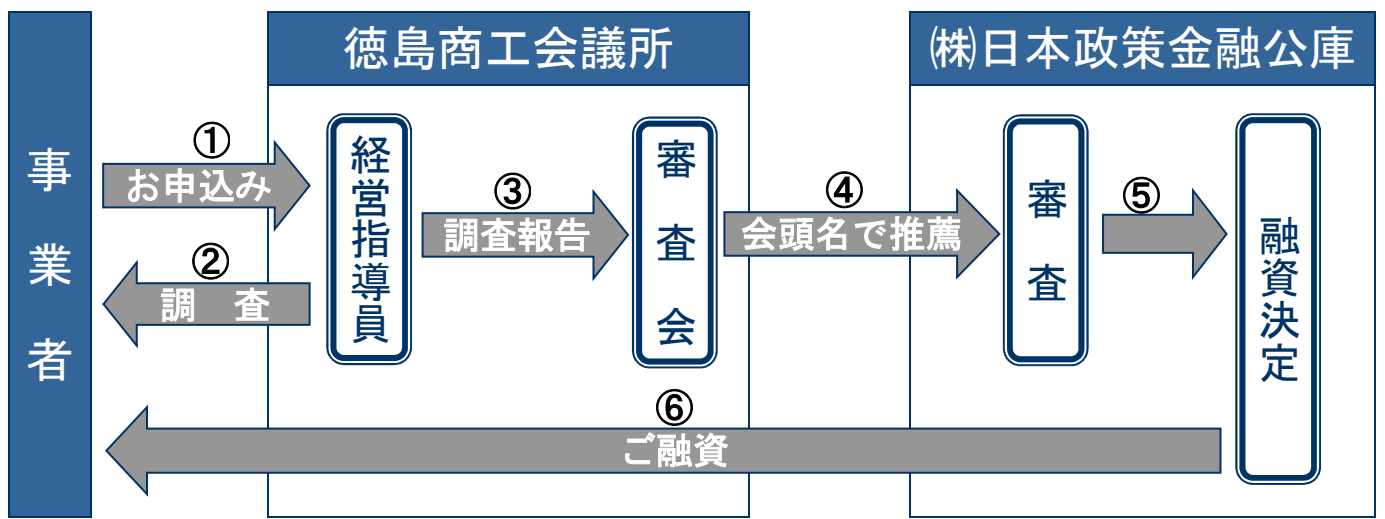 事業者
徳島商工会議所
㈱日本政策金融公庫
①
お申込み
②
調　査
経営指導員
③
調査報告
審査会
④
会頭名で推薦
審査
⑤
融資決定
⑥
ご融資